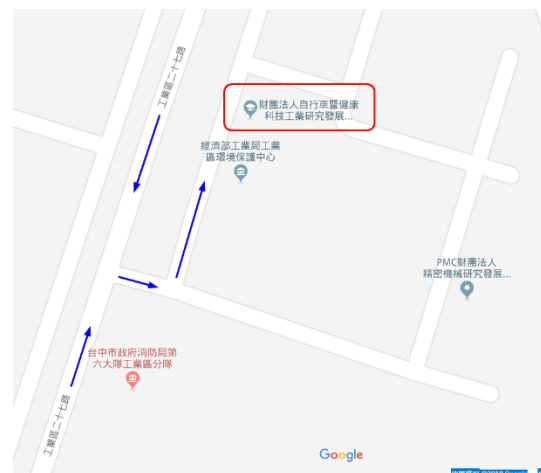 工業區二十七路
財團法人自行車暨健康
科技工業研究發展...
經濟部工業局工業
區環境保護中心
PMC財團法人
精密機械研究發展...
台中市政府消防局第
六大隊工業區分隊
工業區二十七路
Google